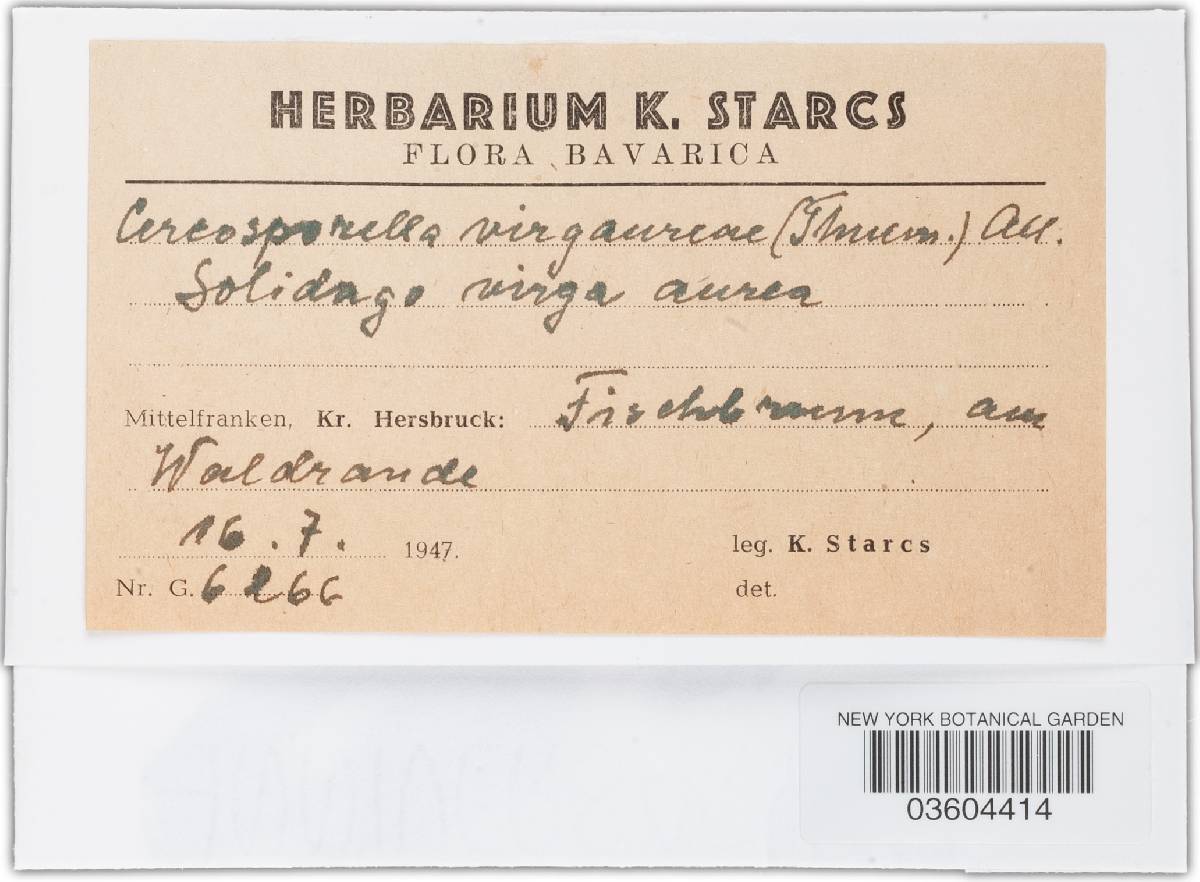 HERBARIUM K. STARCS
FLORA BAVARICA
Cercosporella virgaureae (Thuem.) All.
Solidago virga aurea
Mittelfranken, Kr. Hersbruck: Fischbrunn, am
Waldrande
16. 7. 1947. leg. K. Starcs
Nr. G. 6266 det.
NEW YORK BOTANICAL GARDEN
03604414